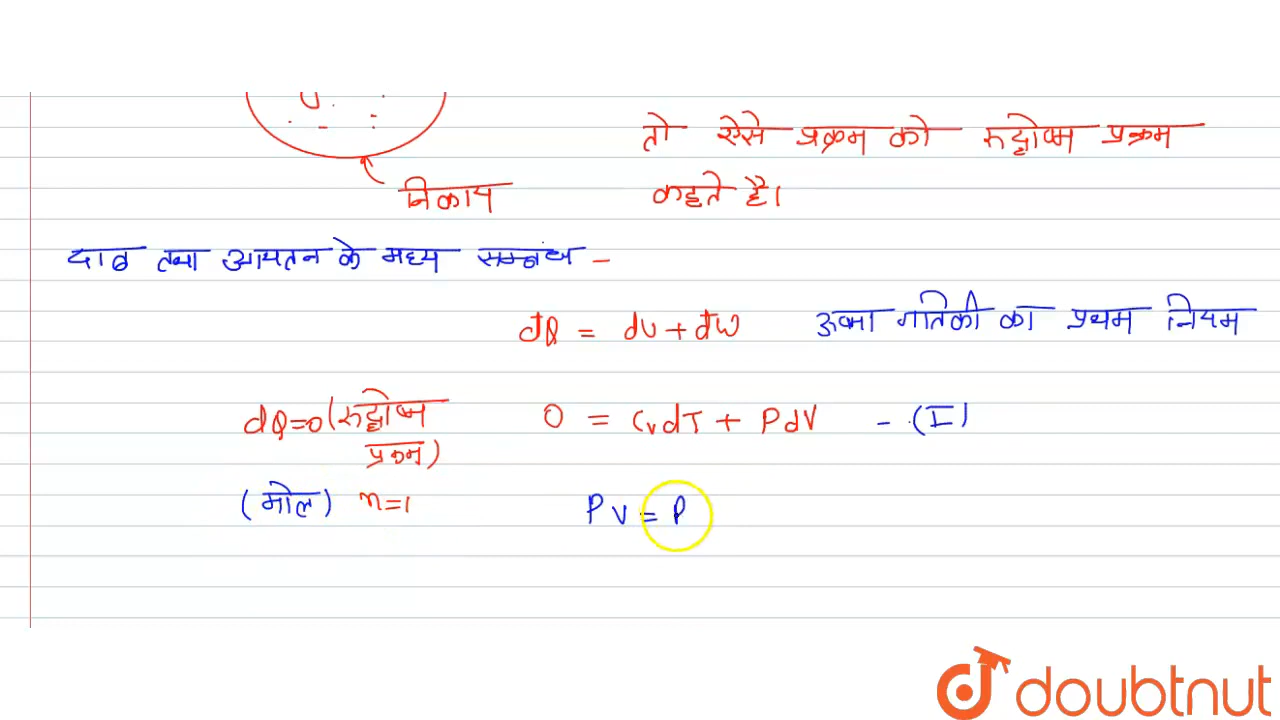 तो ऐसे प्रक्रम को रुद्धोष्म प्रक्रम
कहते है।
निकाय
दाब तथा आयतन के मध्य सम्बंध -
dQ = dU + dW ऊष्मा गतिकी का प्रथम नियम
dQ=0 (रुद्धोष्म प्रक्रम) 0 = CvdT + PdV - (I)
(मोल) n=1 PV = P
doubtnut